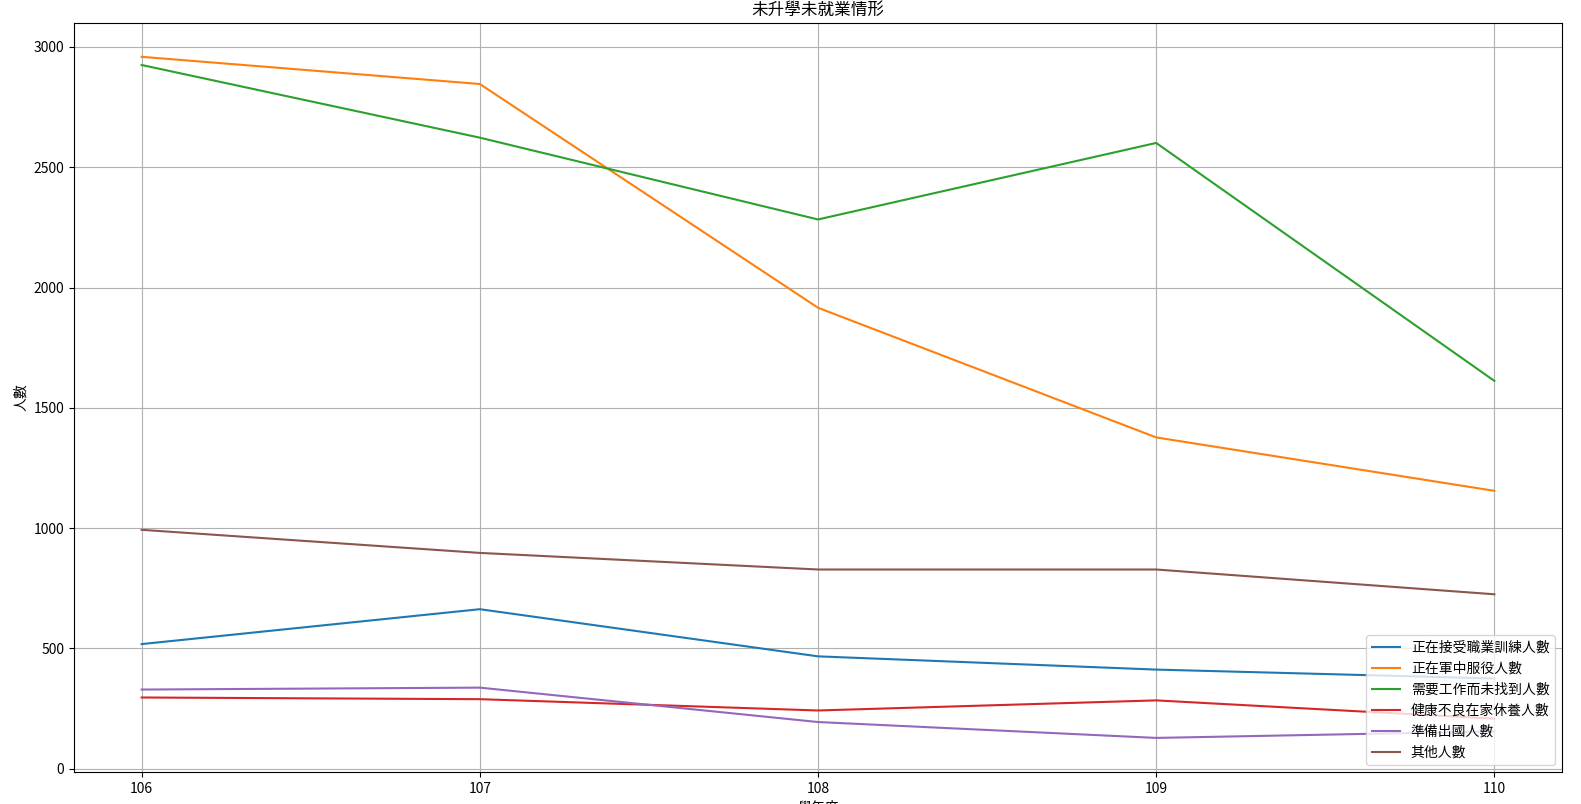 未升學未就業情形
3000
2500
2000
1500
1000
500
0
人數
106
107
108
109
110
學年度
正在接受職業訓練人數
正在軍中服役人數
需要工作而未找到人數
健康不良在家休養人數
準備出國人數
其他人數